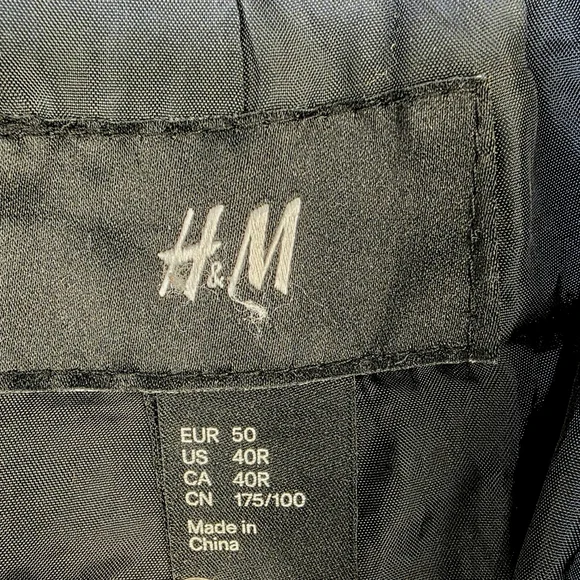 H&M
EUR 50
US 40R
CA 40R
CN 175/100
Made in
China